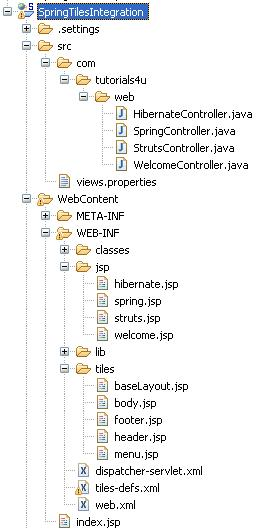 SpringTilesIntegration
.settings
src
com
tutorials4u
web
HibernateController.java
SpringController.java
StrutsController.java
WelcomeController.java
views.properties
WebContent
META-INF
WEB-INF
classes
jsp
hibernate.jsp
spring.jsp
struts.jsp
welcome.jsp
lib
tiles
baseLayout.jsp
body.jsp
footer.jsp
header.jsp
menu.jsp
dispatcher-servlet.xml
tiles-defs.xml
web.xml
index.jsp